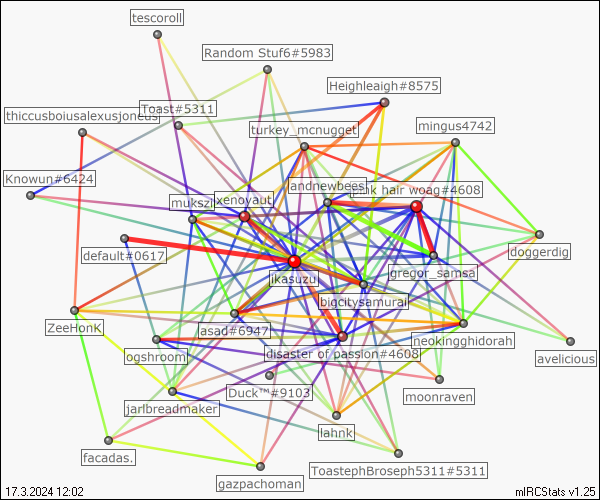 tescoroll
Random Stuf6#5983
Heighleaigh#8575
thiccusboiusalexusjoneus
Toast#5311
turkey_mcnugget
mingus4742
Knowun#6424
andnewbees
pink hair woag#4608
mukszi
xenovaut
default#0617
doggerdig
ikasuzu
gregor_samsa
bigcitysamurai
ZeeHonK
asad#6947
neokingghidorah
ogshroom
disaster of passion#4608
avelicious
Duck™#9103
moonraven
jarlbreadmaker
lahnk
facadas.
ToastephBroseph5311#5311
gazpachoman
17.3.2024 12:02
mIRCStats v1.25